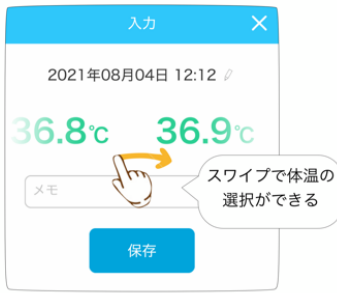 入力
2021年08月04日 12:12
36.8℃ 36.9℃
メモ
スワイプで体温の
選択ができる
保存